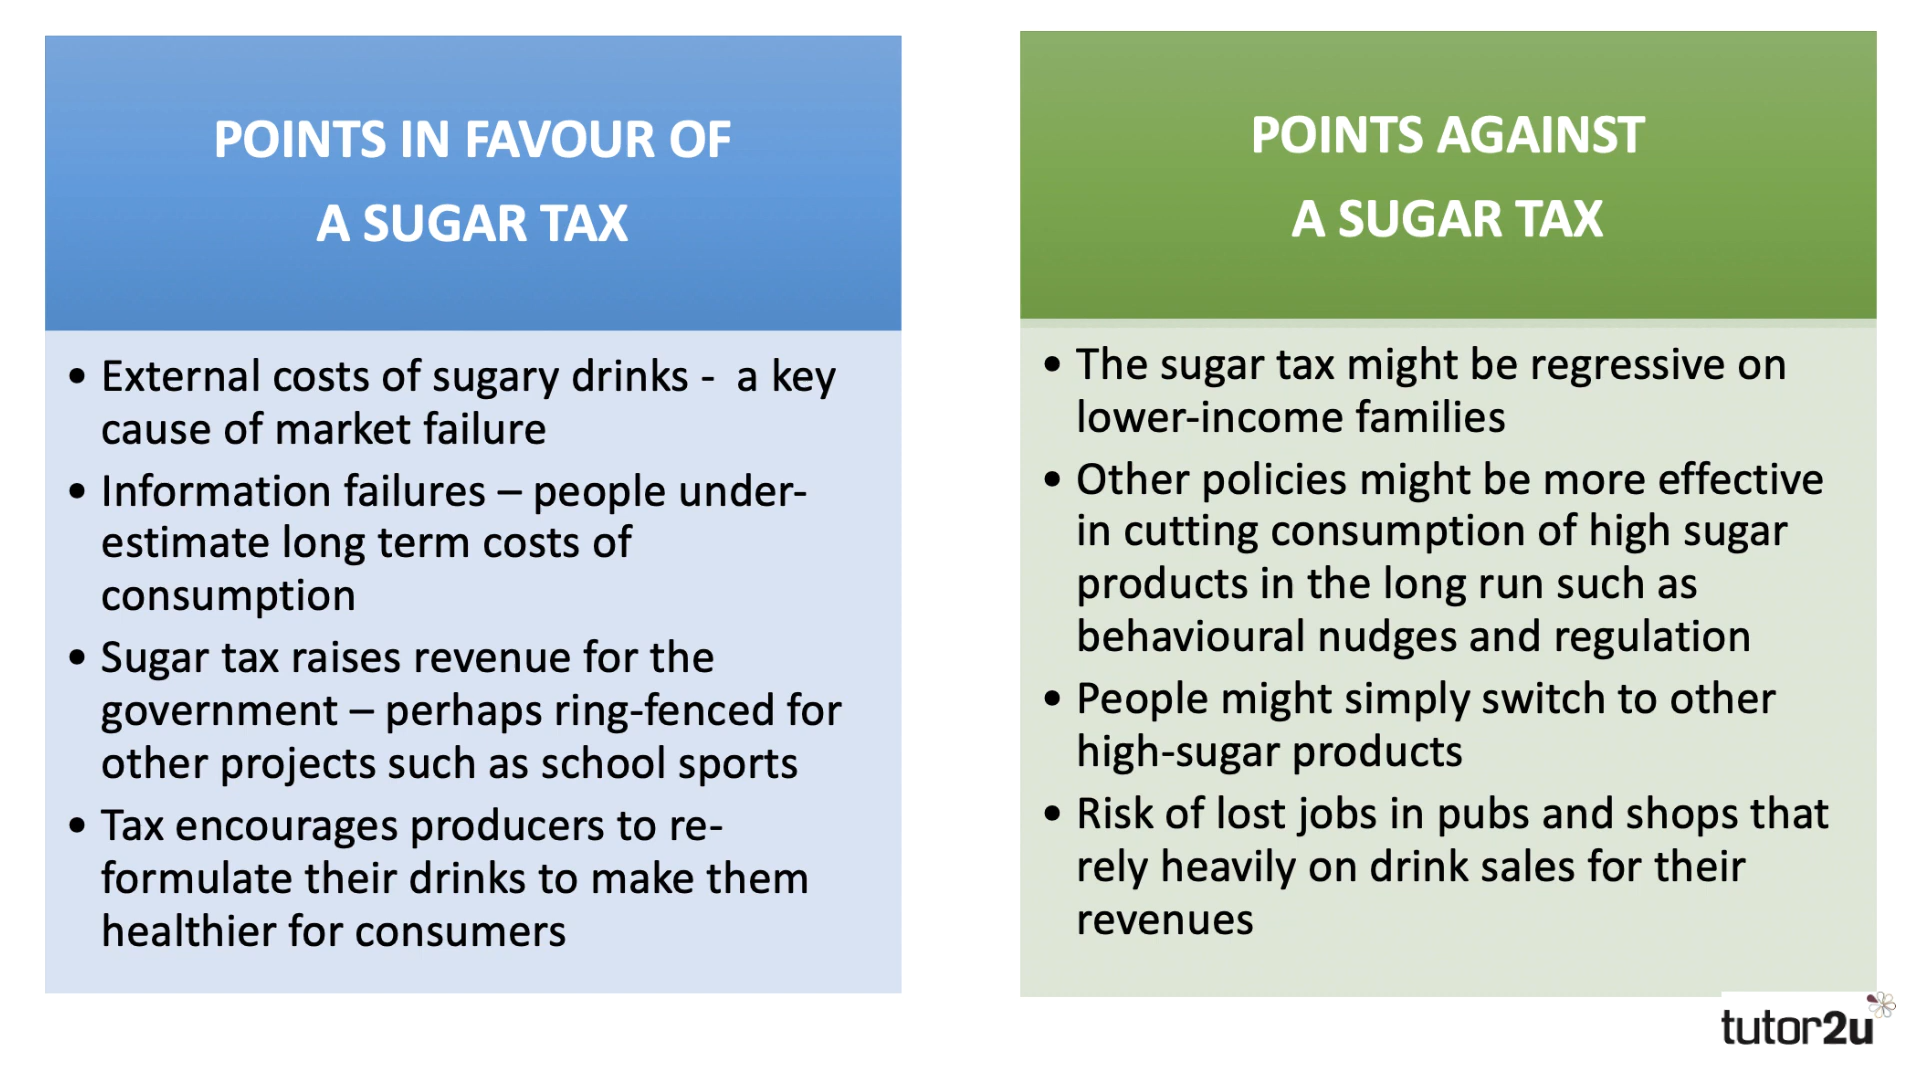 POINTS IN FAVOUR OF
A SUGAR TAX
• External costs of sugary drinks -  a key
cause of market failure
• Information failures – people under-
estimate long term costs of
consumption
• Sugar tax raises revenue for the
government – perhaps ring-fenced for
other projects such as school sports
• Tax encourages producers to re-
formulate their drinks to make them
healthier for consumers
POINTS AGAINST
A SUGAR TAX
• The sugar tax might be regressive on
lower-income families
• Other policies might be more effective
in cutting consumption of high sugar
products in the long run such as
behavioural nudges and regulation
• People might simply switch to other
high-sugar products
• Risk of lost jobs in pubs and shops that
rely heavily on drink sales for their
revenues
tutor2u